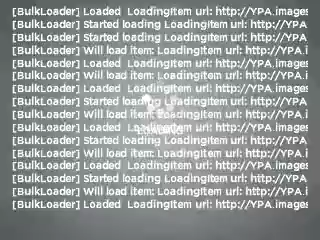 [BulkLoader] Loaded LoadingItem url: http://YPA.images
[BulkLoader] Started loading LoadingItem url: http://YPA
[BulkLoader] Loaded LoadingItem url: http://YPA.images
[BulkLoader] Will load item: LoadingItem url: http://YPA.i
[BulkLoader] Loaded LoadingItem url: http://YPA.images
[BulkLoader] Will load item: LoadingItem url: http://YPA.i
[BulkLoader] Loaded LoadingItem url: http://YPA.images
[BulkLoader] Started loading LoadingItem url: http://YPA
[BulkLoader] Will load item: LoadingItem url: http://YPA.i
[BulkLoader] Loaded LoadingItem url: http://YPA.images
LOADING
[BulkLoader] Started loading LoadingItem url: http://YPA
[BulkLoader] Will load item: LoadingItem url: http://YPA.i
[BulkLoader] Loaded LoadingItem url: http://YPA.images
[BulkLoader] Started loading LoadingItem url: http://YPA
[BulkLoader] Will load item: LoadingItem url: http://YPA.i
[BulkLoader] Loaded LoadingItem url: http://YPA.images